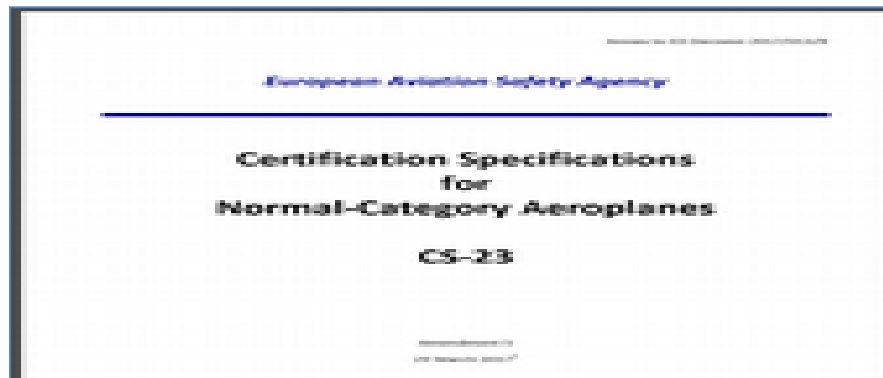 European Aviation Safety Agency
Certification Specifications
for
Normal-Category Aeroplanes
CS-23